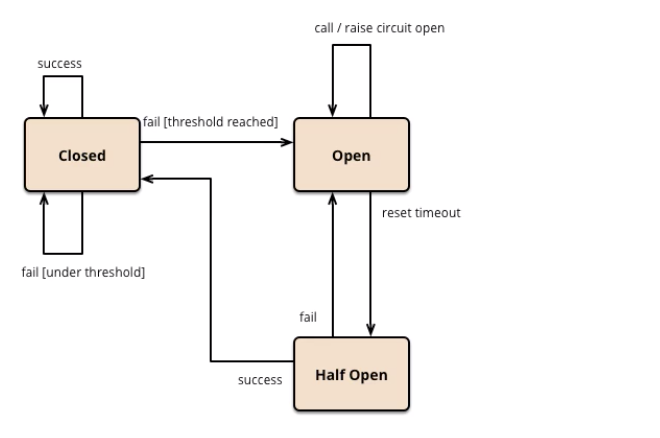 call / raise circuit open
success
fail [threshold reached]
Closed
Open
reset timeout
fail [under threshold]
fail
Half Open
success